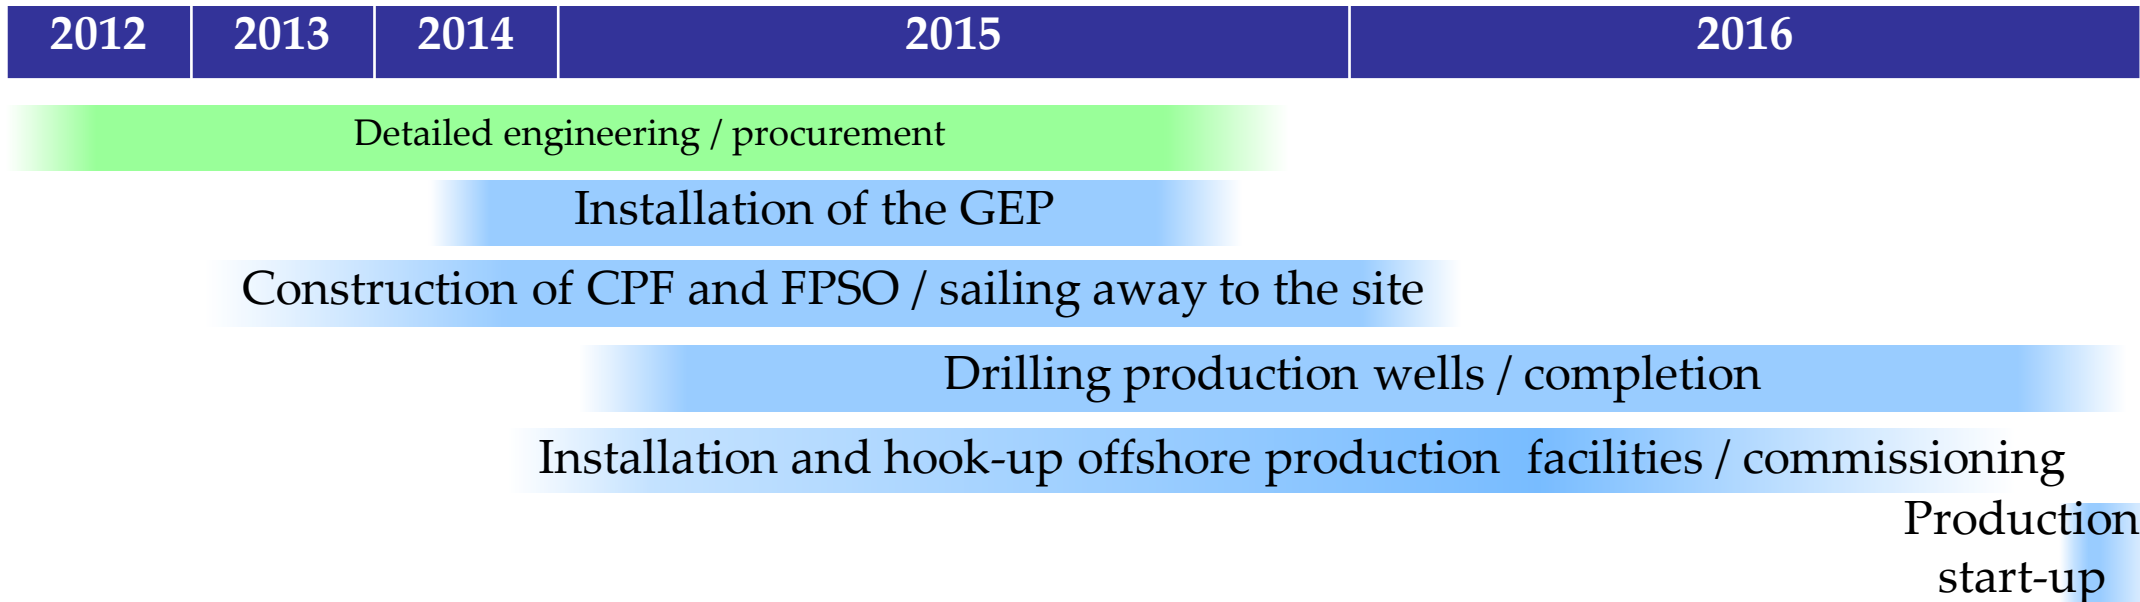 2012 2013 2014 2015 2016
Detailed engineering / procurement
Installation of the GEP
Construction of CPF and FPSO / sailing away to the site
Drilling production wells / completion
Installation and hook-up offshore production facilities / commissioning
Production
start-up